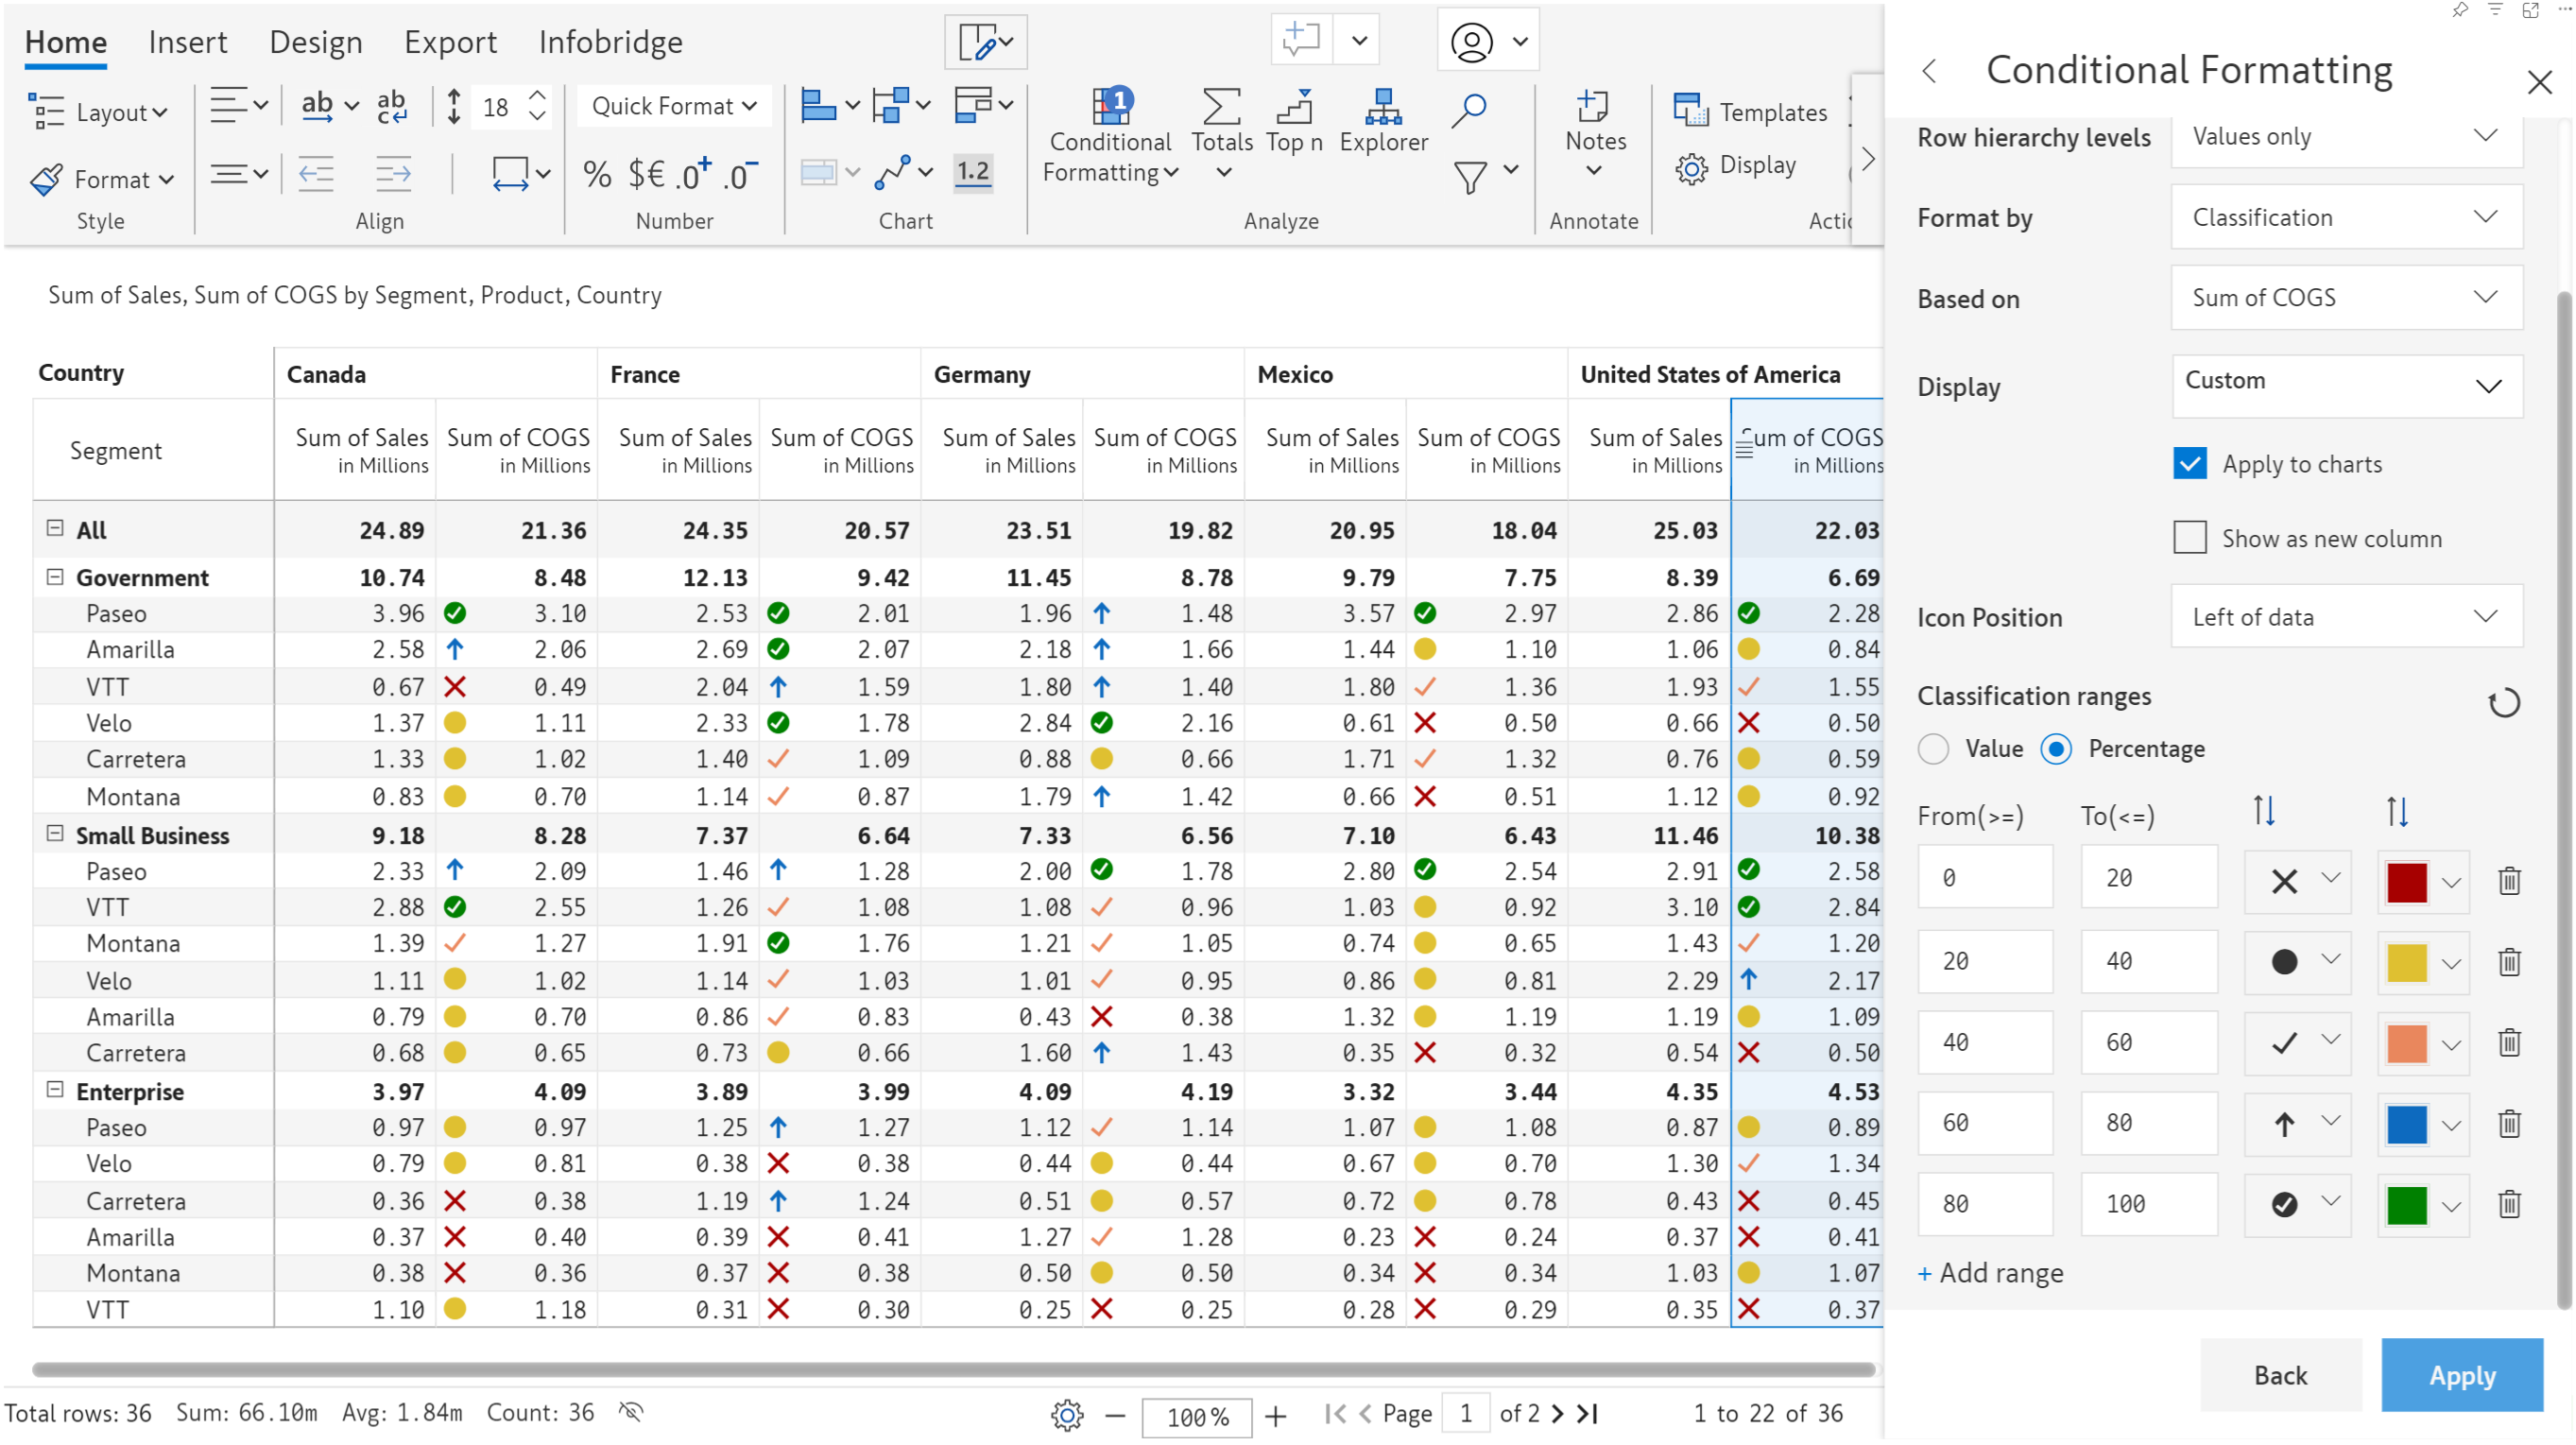 Home Insert Design Export Infobridge
Layout 18 Quick Format
Format % $€ .0+ .0- 1.2
Style Align Number Chart
1
Conditional Formatting Totals Top n Explorer
Analyze
Notes
Annotate
Templates
Display
Sum of Sales, Sum of COGS by Segment, Product, Country
Country Canada France Germany Mexico United States of America
Segment Sum of Sales Sum of COGS Sum of Sales Sum of COGS Sum of Sales Sum of COGS Sum of Sales Sum of COGS Sum of Sales Sum of COGS
in Millions in Millions in Millions in Millions in Millions in Millions in Millions in Millions in Millions in Millions
All 24.89 21.36 24.35 20.57 23.51 19.82 20.95 18.04 25.03 22.03
Government 10.74 8.48 12.13 9.42 11.45 8.78 9.79 7.75 8.39 6.69
Paseo 3.96 3.10 2.53 2.01 1.96 1.48 3.57 2.97 2.86 2.28
Amarilla 2.58 2.06 2.69 2.07 2.18 1.66 1.44 1.10 1.06 0.84
VTT 0.67 0.49 2.04 1.59 1.80 1.40 1.80 1.36 1.93 1.55
Velo 1.37 1.11 2.33 1.78 2.84 2.16 0.61 0.50 0.66 0.50
Carretera 1.33 1.02 1.40 1.09 0.88 0.66 1.71 1.32 0.76 0.59
Montana 0.83 0.70 1.14 0.87 1.79 1.42 0.66 0.51 1.12 0.92
Small Business 9.18 8.28 7.37 6.64 7.33 6.56 7.10 6.43 11.46 10.38
Paseo 2.33 2.09 1.46 1.28 2.00 1.78 2.80 2.54 2.91 2.58
VTT 2.88 2.55 1.26 1.08 1.08 0.96 1.03 0.92 3.10 2.84
Montana 1.39 1.27 1.91 1.76 1.21 1.05 0.74 0.65 1.43 1.20
Velo 1.11 1.02 1.14 1.03 1.01 0.95 0.86 0.81 2.29 2.17
Amarilla 0.79 0.70 0.86 0.83 0.43 0.38 1.32 1.19 1.19 1.09
Carretera 0.68 0.65 0.73 0.66 1.60 1.43 0.35 0.32 0.54 0.50
Enterprise 3.97 4.09 3.89 3.99 4.09 4.19 3.32 3.44 4.35 4.53
Paseo 0.97 0.97 1.25 1.27 1.12 1.14 1.07 1.08 0.87 0.89
Velo 0.79 0.81 0.38 0.38 0.44 0.44 0.67 0.70 1.30 1.34
Carretera 0.36 0.38 1.19 1.24 0.51 0.57 0.72 0.78 0.43 0.45
Amarilla 0.37 0.40 0.39 0.41 1.27 1.28 0.23 0.24 0.37 0.41
Montana 0.38 0.36 0.37 0.38 0.50 0.50 0.34 0.34 1.03 1.07
VTT 1.10 1.18 0.31 0.30 0.25 0.25 0.28 0.29 0.35 0.37
Total rows: 36 Sum: 66.10m Avg: 1.84m Count: 36 100% Page 1 of 2 1 to 22 of 36
Conditional Formatting
Row hierarchy levels Values only
Format by Classification
Based on Sum of COGS
Display Custom
Apply to charts
Show as new column
Icon Position Left of data
Classification ranges
Value Percentage
From(>=) To(<=)
0 20
20 40
40 60
60 80
80 100
+ Add range
Back Apply